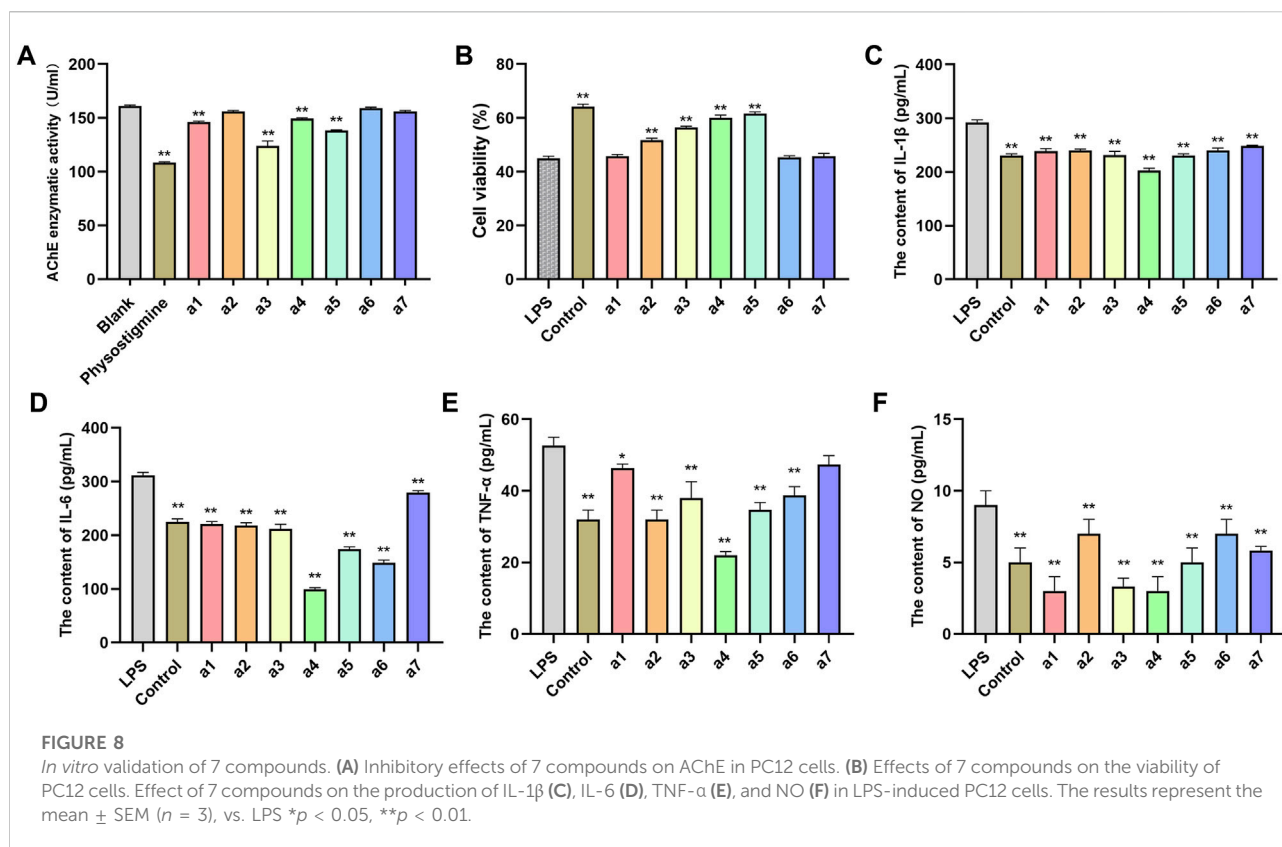 A
AChE enzymatic activity (U/ml)
200
150
100
50
0
** ** ** ** **
Blank Physostigmine a1 a2 a3 a4 a5 a6 a7
B
Cell viability (%)
80
60
40
20
0
** ** ** ** **
LPS Control a1 a2 a3 a4 a5 a6 a7
C
The content of IL-1β (pg/mL)
400
300
200
100
0
** ** ** ** ** ** ** **
LPS Control a1 a2 a3 a4 a5 a6 a7
D
The content of IL-6 (pg/mL)
400
300
200
100
0
** ** ** ** ** ** ** **
LPS Control a1 a2 a3 a4 a5 a6 a7
E
The content of TNF-α (pg/mL)
60
40
20
0
** * ** ** ** ** **
LPS Control a1 a2 a3 a4 a5 a6 a7
F
The content of NO (pg/mL)
15
10
5
0
** ** ** ** ** ** ** **
LPS Control a1 a2 a3 a4 a5 a6 a7
FIGURE 8
In vitro validation of 7 compounds. (A) Inhibitory effects of 7 compounds on AChE in PC12 cells. (B) Effects of 7 compounds on the viability of
PC12 cells. Effect of 7 compounds on the production of IL-1β (C), IL-6 (D), TNF-α (E), and NO (F) in LPS-induced PC12 cells. The results represent the
mean ± SEM (n = 3), vs. LPS *p < 0.05, **p < 0.01.